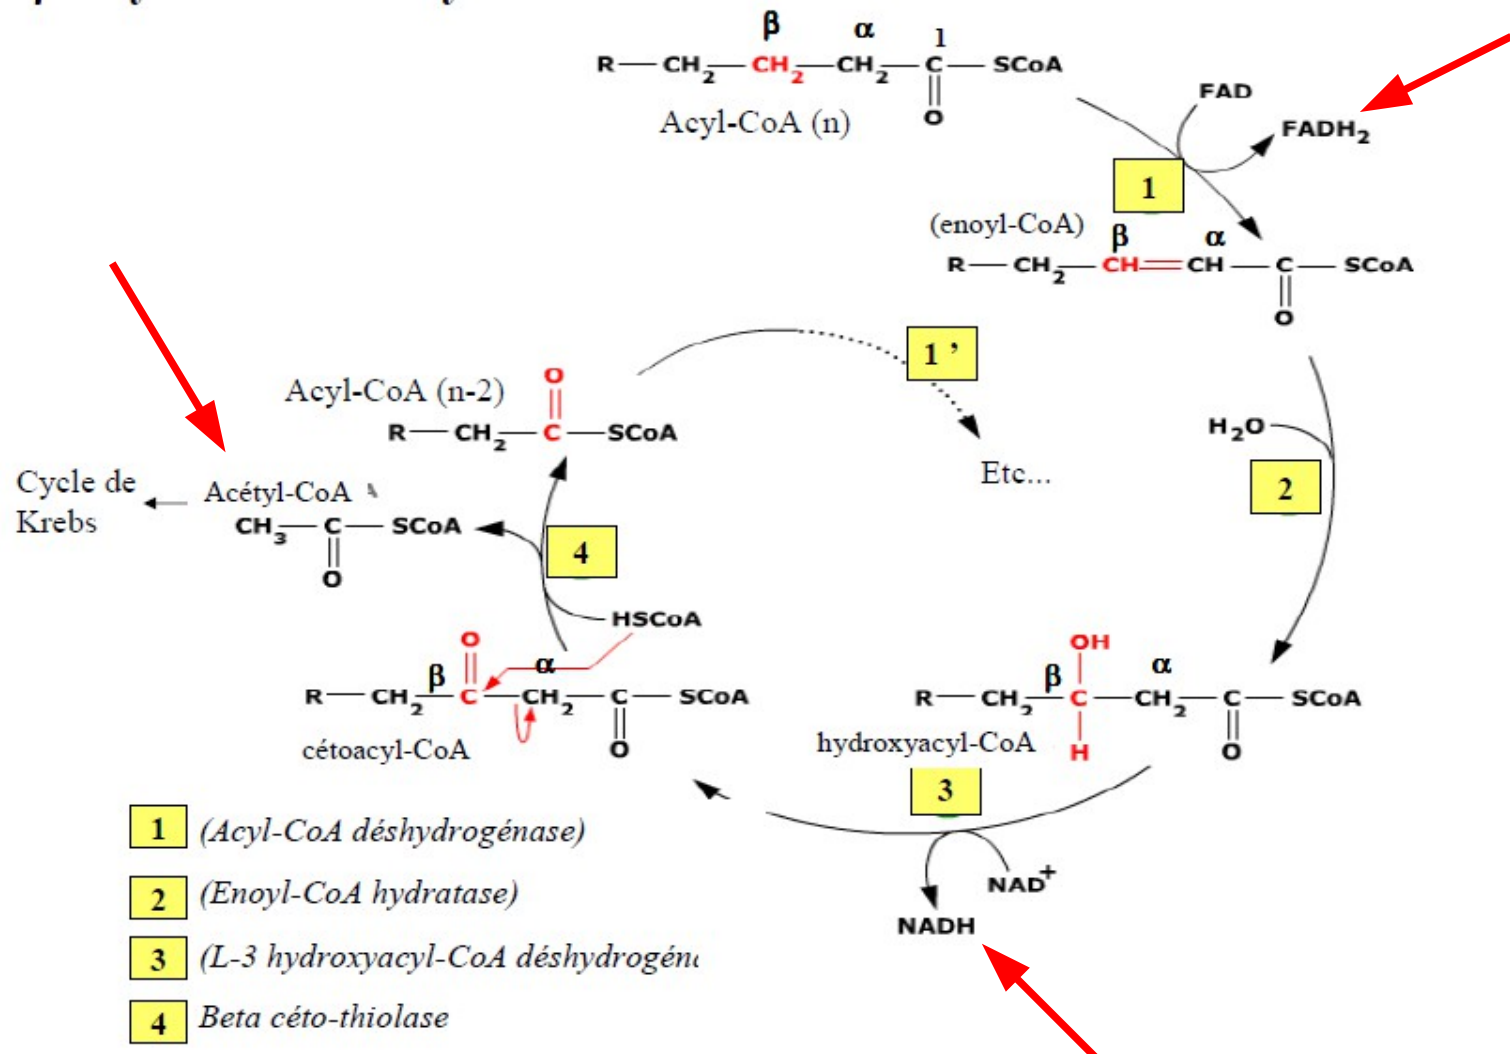 β α 1
R—CH2—CH2—CH2—C—SCoA
O
Acyl-CoA (n)
FAD
FADH2
1
(enoyl-CoA)
β α
R—CH2—CH=CH—C—SCoA
O
1 ’
Etc...
H2O
2
Acyl-CoA (n-2)
O
R—CH2—C—SCoA
Cycle de
Krebs
Acétyl-CoA
CH3—C—SCoA
O
4
HSCoA
O
β α
R—CH2—C—CH2—C—SCoA
O
cétoacyl-CoA
OH
β α
R—CH2—C—CH2—C—SCoA
H O
hydroxyacyl-CoA
3
NAD+
NADH
1 (Acyl-CoA déshydrogénase)
2 (Enoyl-CoA hydratase)
3 (L-3 hydroxyacyl-CoA déshydrogén
4 Beta céto-thiolase